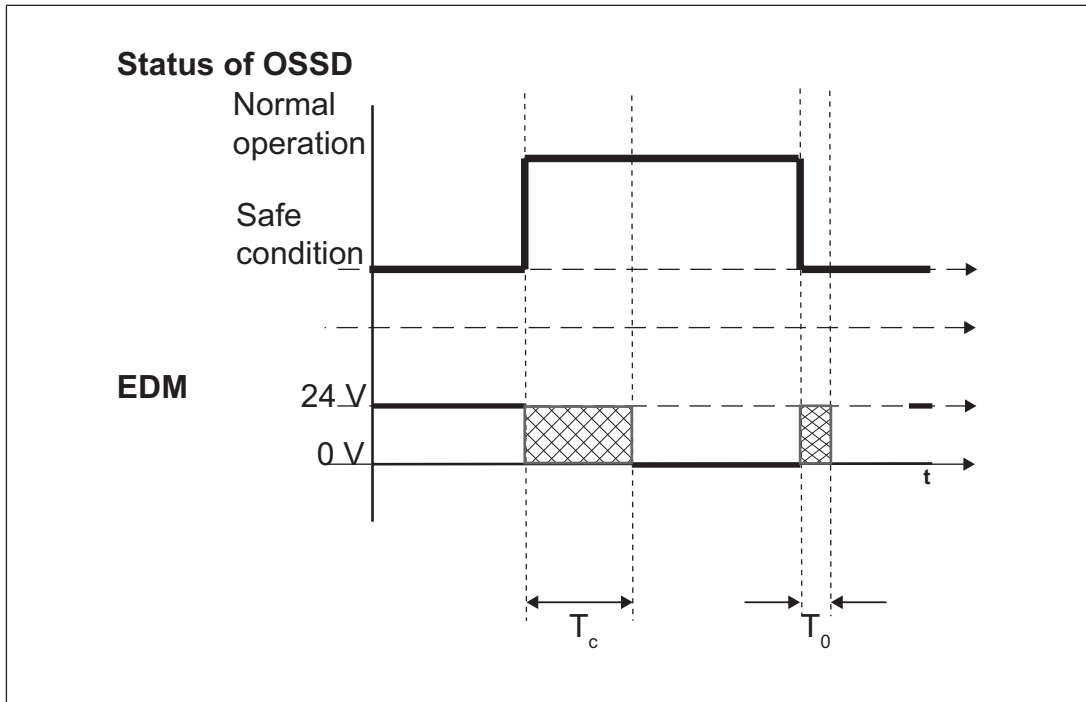 Status of OSSD
Normal
operation
Safe
condition
EDM
24 V
0 V
t
Tc
T0